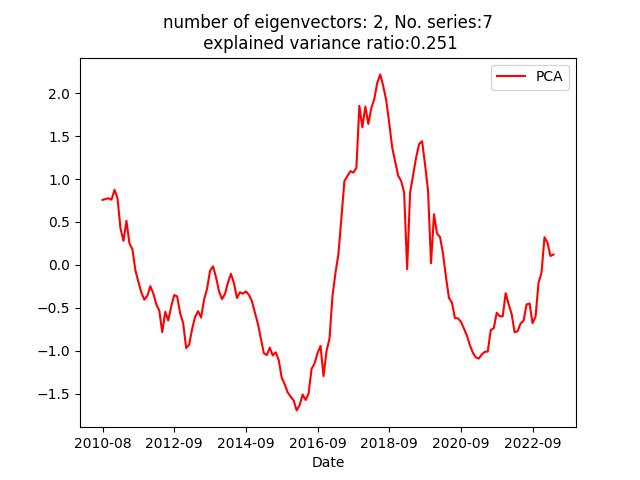 number of eigenvectors: 2, No. series:7
explained variance ratio:0.251
PCA
2.0
1.5
1.0
0.5
0.0
−0.5
−1.0
−1.5
2010-08 2012-09 2014-09 2016-09 2018-09 2020-09 2022-09
Date